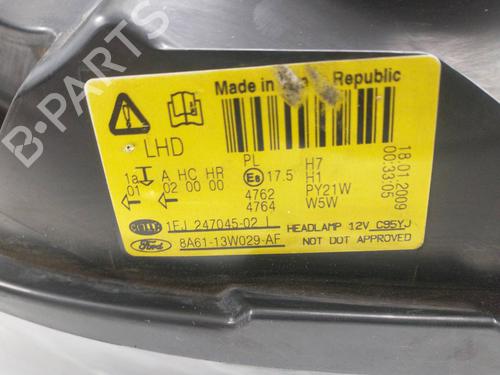 B-PARTS
Made in Republic
LHD
1a A HC HR
01 02 00 00
PL
E8 17.5
4762
4764
H7
H1
PY21W
W5W
18.01.2009
00:33:05
1EJ 247045-02
HEADLAMP 12V C95YJ
Ford 8A61-13W029-AF
NOT DOT APPROVED